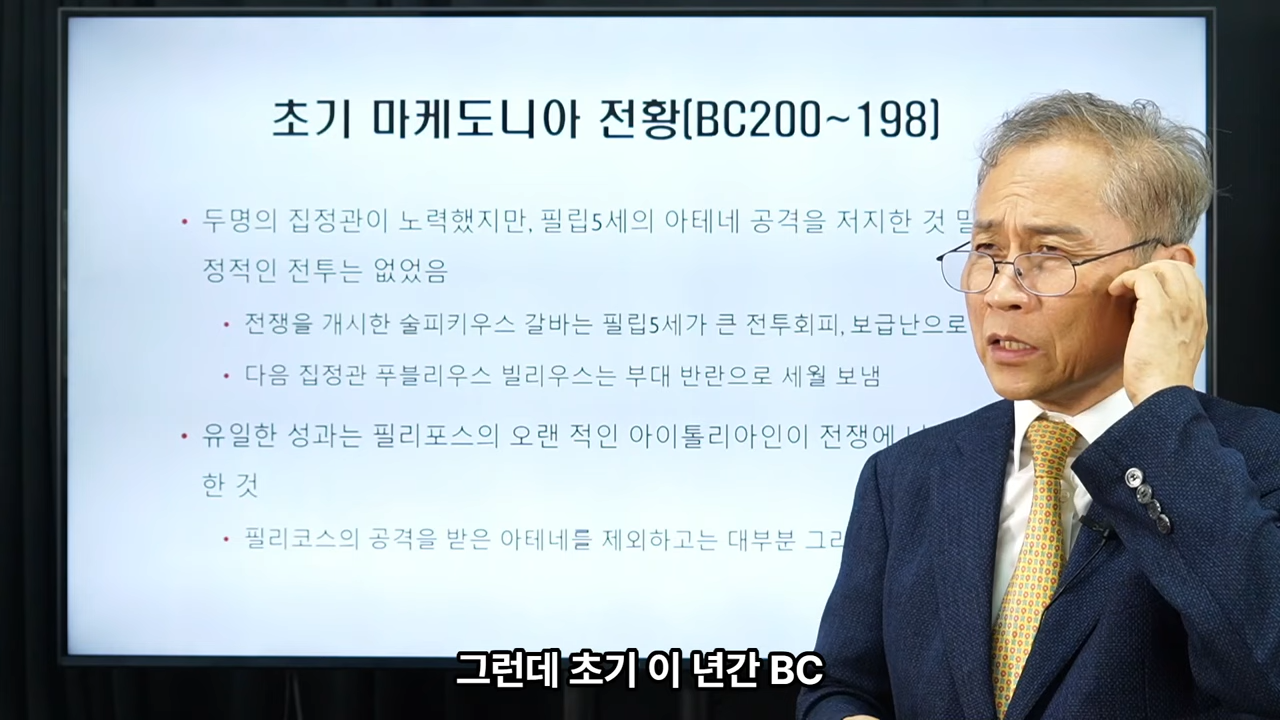 초기 마케도니아 전황(BC200~198)
• 두명의 집정관이 노력했지만, 필립5세의 아테네 공격을 저지한 것
정적인 전투는 없었음
• 전쟁을 개시한 술피키우스 갈바는 필립5세가 큰 전투회피, 보급난으로
• 다음 집정관 푸블리우스 빌리우스는 부대 반란으로 세월 보냄
• 유일한 성과는 필리포스의 오랜 적인 아이톨리아인이 전쟁에
한 것
• 필리코스의 공격을 받은 아테네를 제외하고는 대부분
그런데 초기 이 년간 BC